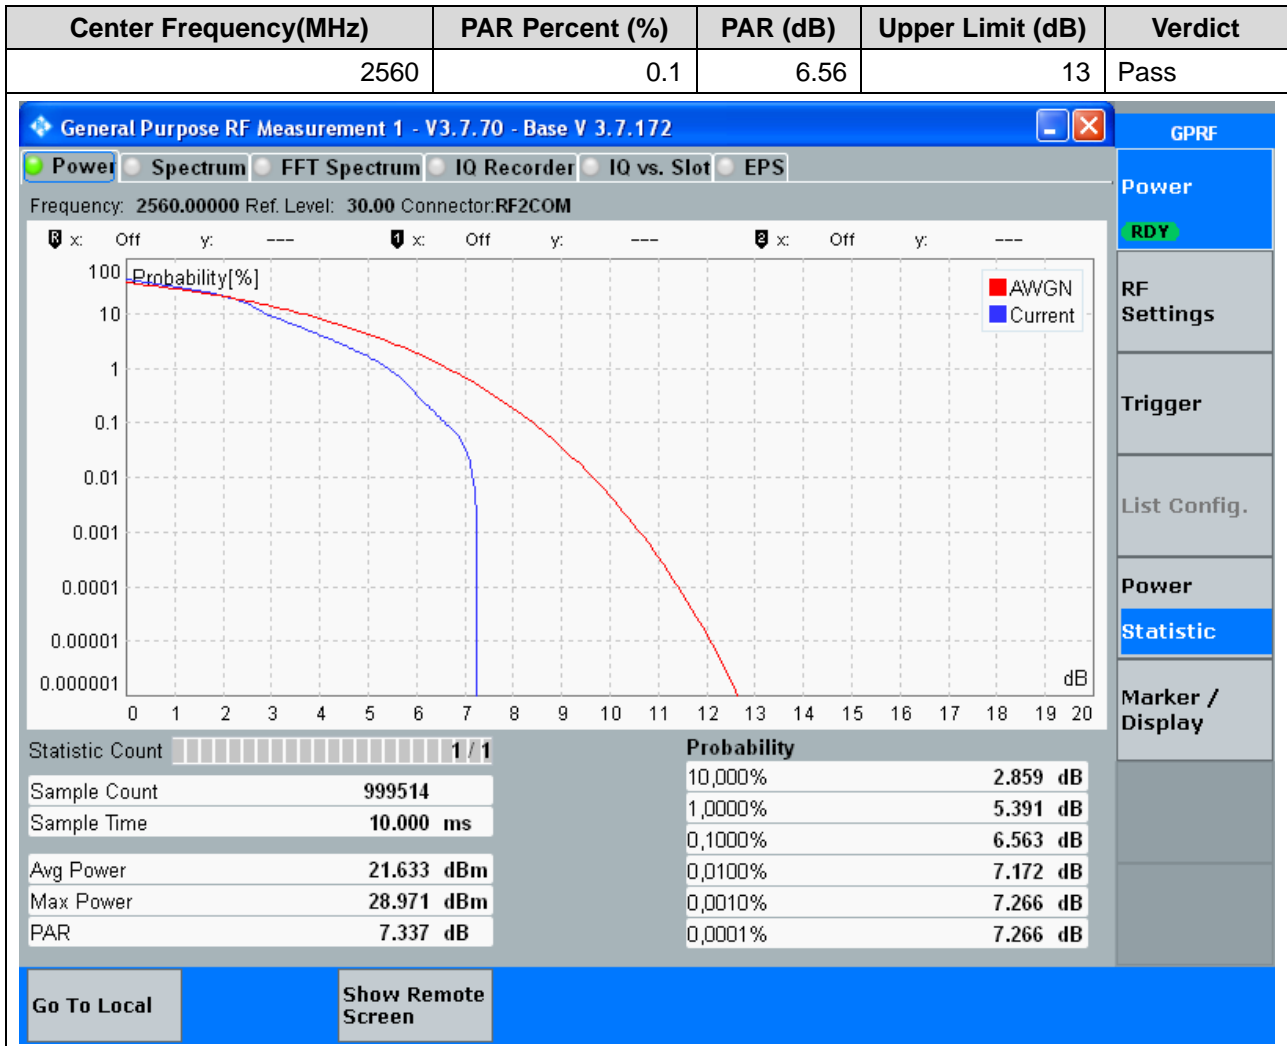 Center Frequency(MHz) PAR Percent (%) PAR (dB) Upper Limit (dB) Verdict
2560 0.1 6.56 13 Pass
General Purpose RF Measurement 1 - V3.7.70 - Base V 3.7.172
GPRF
Power Spectrum FFT Spectrum IQ Recorder IQ vs. Slot EPS
Power
RDY
Frequency: 2560.00000 Ref. Level: 30.00 Connector:RF2COM
R x: Off y: --- 1 x: Off y: --- 2 x: Off y: ---
Probability[%]
AWGN
Current
100
10
1
0.1
0.01
0.001
0.0001
0.00001
0.000001
dB
0 1 2 3 4 5 6 7 8 9 10 11 12 13 14 15 16 17 18 19 20
RF
Settings
Trigger
List Config.
Power
Statistic
Marker /
Display
Statistic Count 1 / 1
Sample Count 999514
Sample Time 10.000 ms
Avg Power 21.633 dBm
Max Power 28.971 dBm
PAR 7.337 dB
Probability
10,000% 2.859 dB
1,0000% 5.391 dB
0,1000% 6.563 dB
0,0100% 7.172 dB
0,0010% 7.266 dB
0,0001% 7.266 dB
Go To Local
Show Remote
Screen